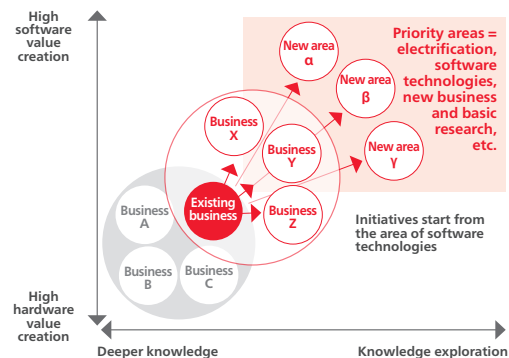 High
software
value
creation
Priority areas =
electrification,
software
technologies,
new business
and basic
research,
etc.
New area
α
New area
β
New area
γ
Business
X
Business
Y
Existing
business
Business
Z
Business
A
Business
B
Business
C
Initiatives start from
the area of software
technologies
High
hardware
value
creation
Deeper knowledge
Knowledge exploration